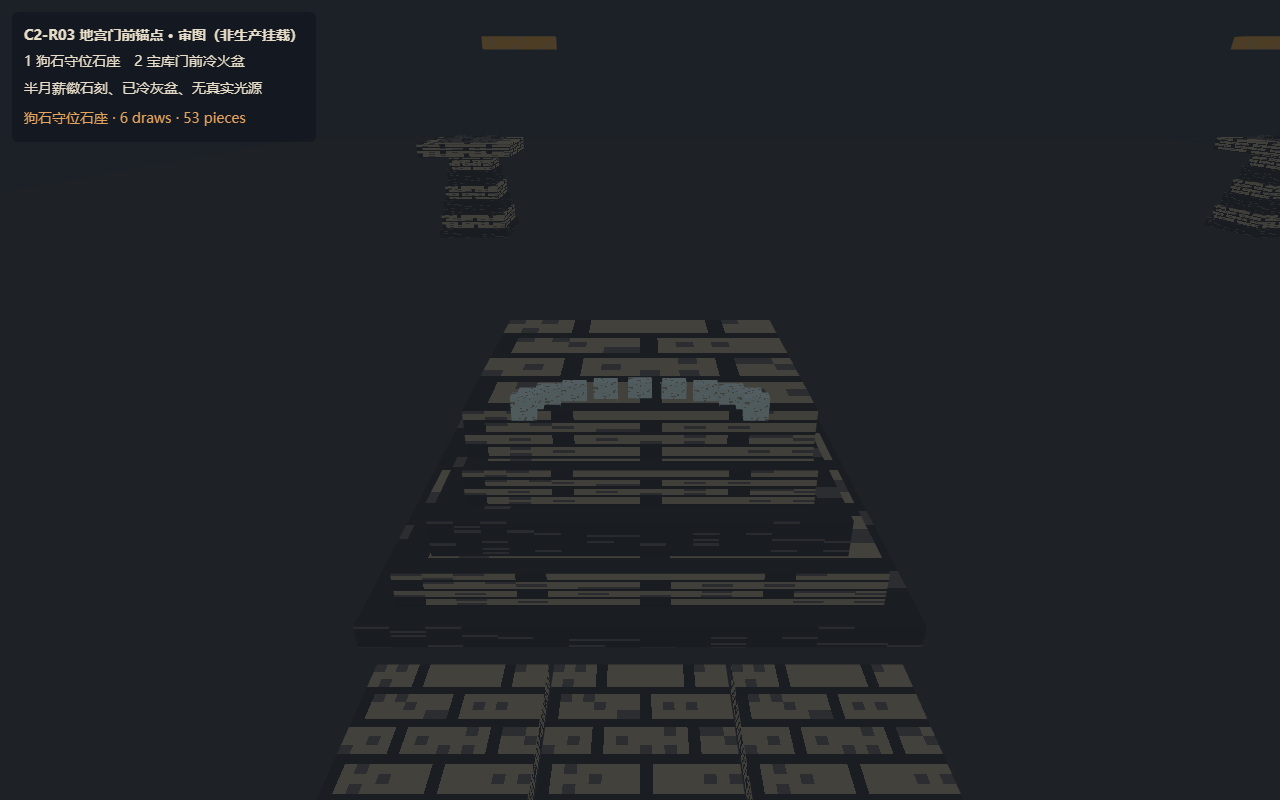 C2-R03 地宫门前锚点 • 审图（非生产挂载）
1 狗石守位石座 2 宝库门前冷火盆
半月薪徽石刻、已冷灰盆、无真实光源
狗石守位石座 · 6 draws · 53 pieces